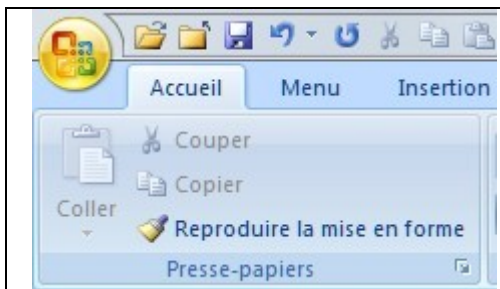 Accueil Menu Insertion
Couper
Copier
Coller
Reproduire la mise en forme
Presse-papiers